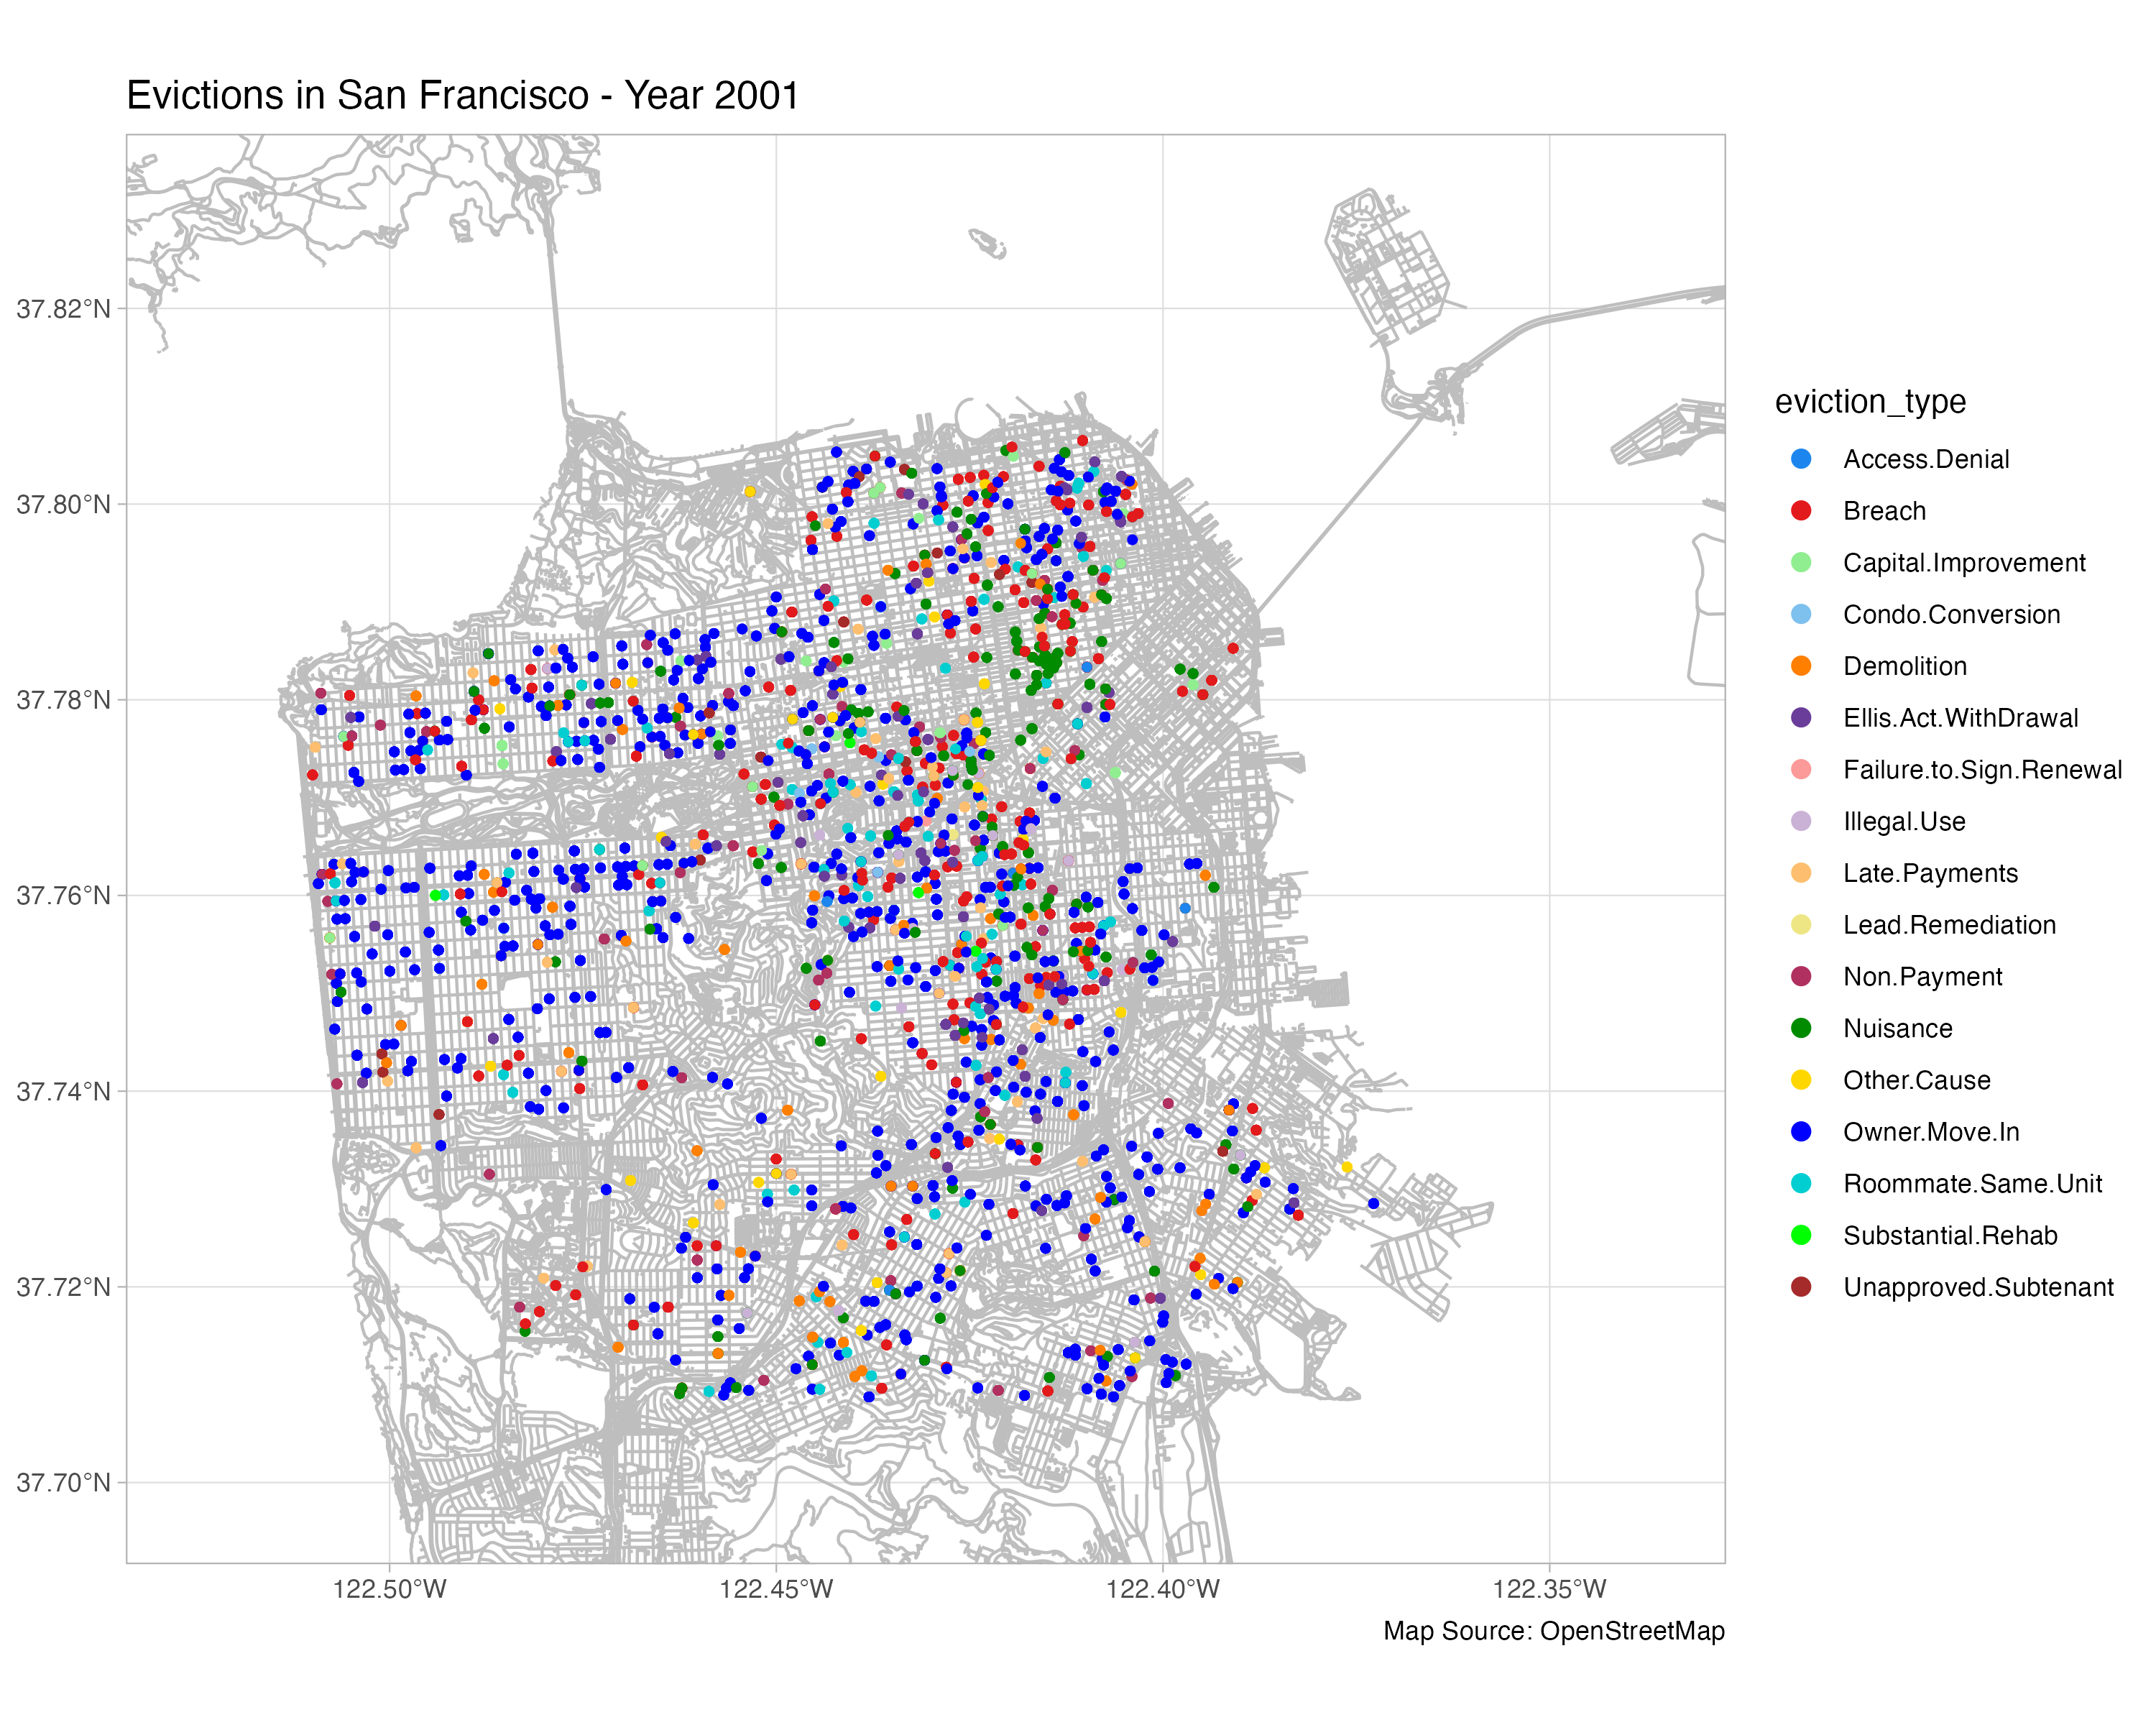 Evictions in San Francisco - Year 2001
37.82°N
37.80°N
37.78°N
37.76°N
37.74°N
37.72°N
37.70°N
122.50°W
122.45°W
122.40°W
122.35°W
Map Source: OpenStreetMap
eviction_type
Access.Denial
Breach
Capital.Improvement
Condo.Conversion
Demolition
Ellis.Act.WithDrawal
Failure.to.Sign.Renewal
Illegal.Use
Late.Payments
Lead.Remediation
Non.Payment
Nuisance
Other.Cause
Owner.Move.In
Roommate.Same.Unit
Substantial.Rehab
Unapproved.Subtenant